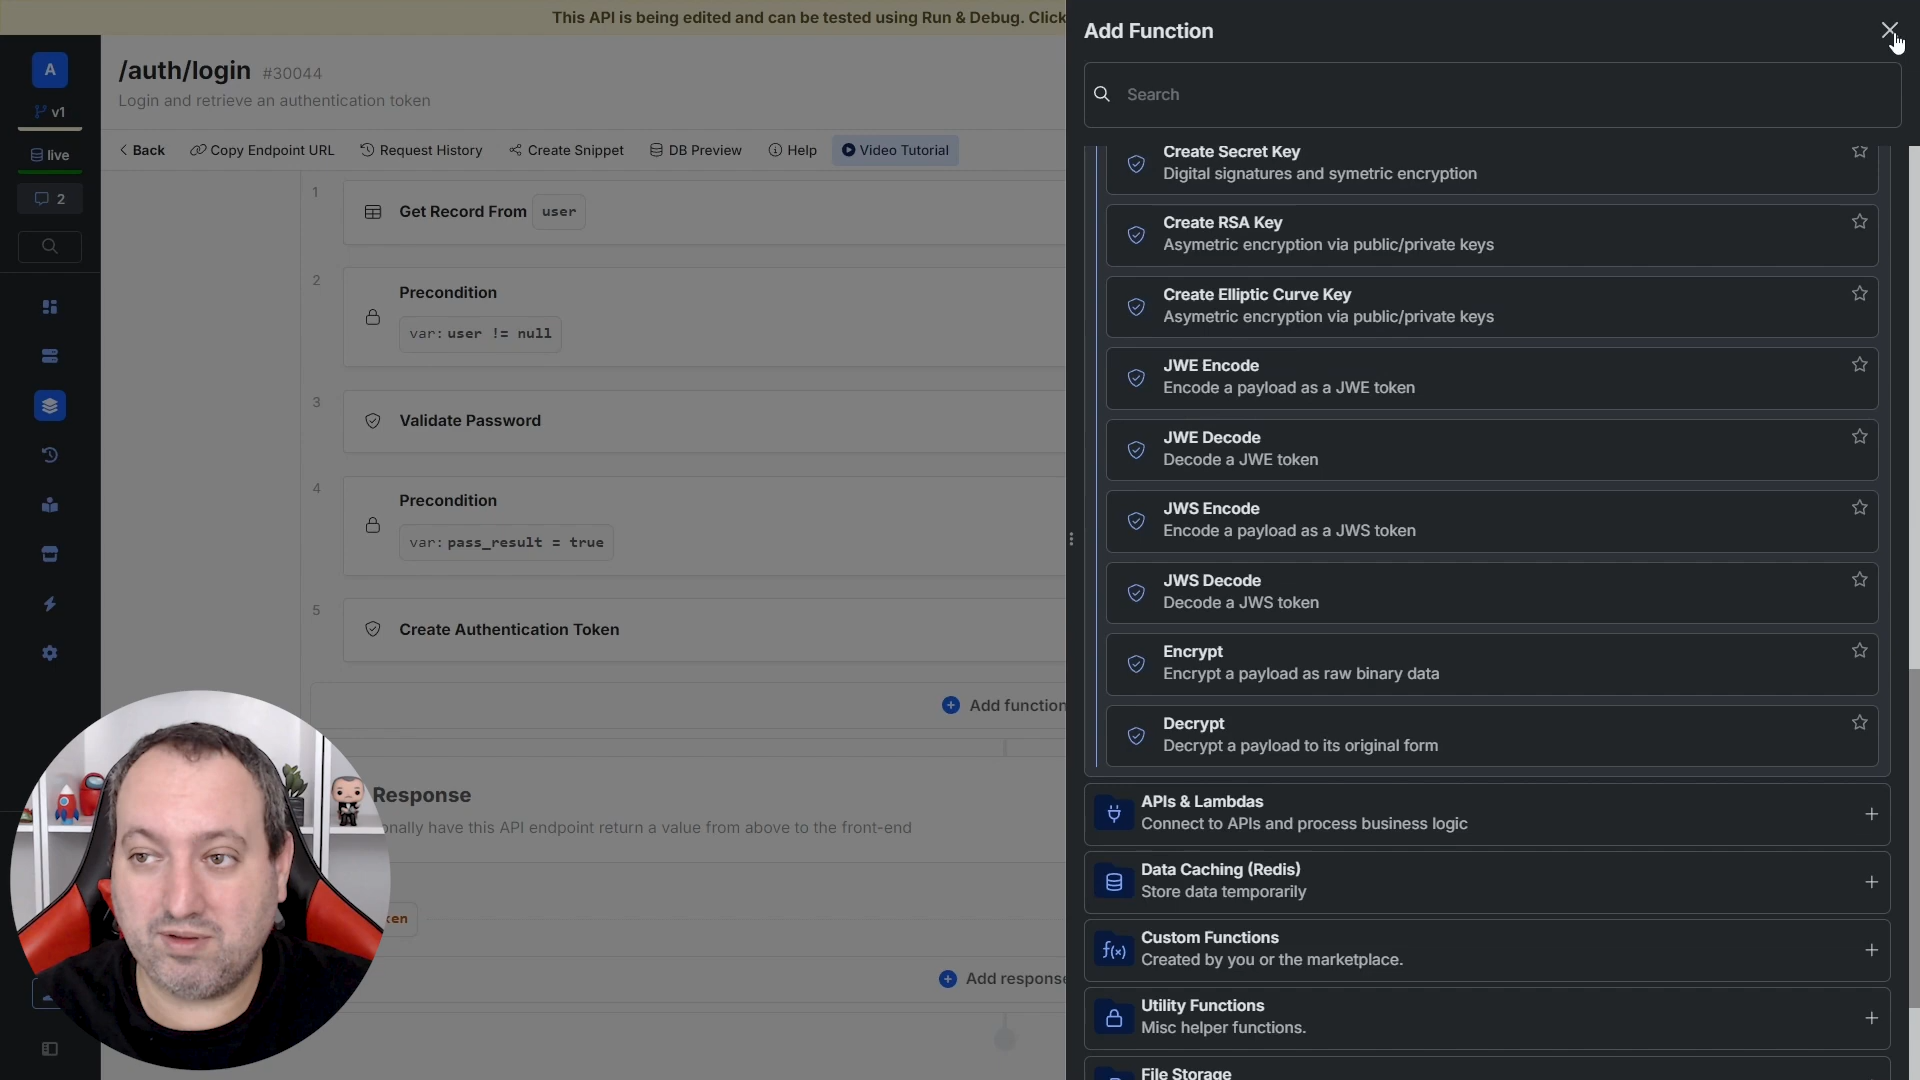 This API is being edited and can be tested using Run & Debug. Click
A
v1
live
2
/auth/login #30044
Login and retrieve an authentication token
Back
Copy Endpoint URL
Request History
Create Snippet
DB Preview
Help
Video Tutorial
1
Get Record From user
2
Precondition
var: user != null
3
Validate Password
4
Precondition
var: pass_result = true
5
Create Authentication Token
Add function
Response
onally have this API endpoint return a value from above to the front-end
ken
Add response
Add Function
Search
Create Secret Key
Digital signatures and symetric encryption
Create RSA Key
Asymetric encryption via public/private keys
Create Elliptic Curve Key
Asymetric encryption via public/private keys
JWE Encode
Encode a payload as a JWE token
JWE Decode
Decode a JWE token
JWS Encode
Encode a payload as a JWS token
JWS Decode
Decode a JWS token
Encrypt
Encrypt a payload as raw binary data
Decrypt
Decrypt a payload to its original form
APIs & Lambdas
Connect to APIs and process business logic
Data Caching (Redis)
Store data temporarily
f(x)
Custom Functions
Created by you or the marketplace.
Utility Functions
Misc helper functions.
File Storage